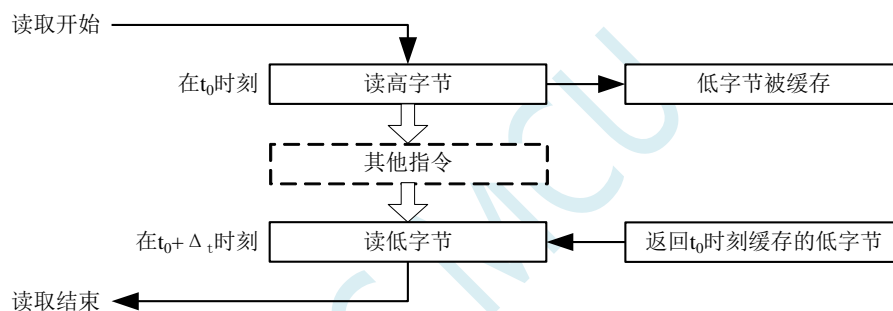 读取开始
在t₀时刻
读高字节
低字节被缓存
其他指令
在t₀+Δₜ时刻
读低字节
返回t₀时刻缓存的低字节
读取结束
MCU